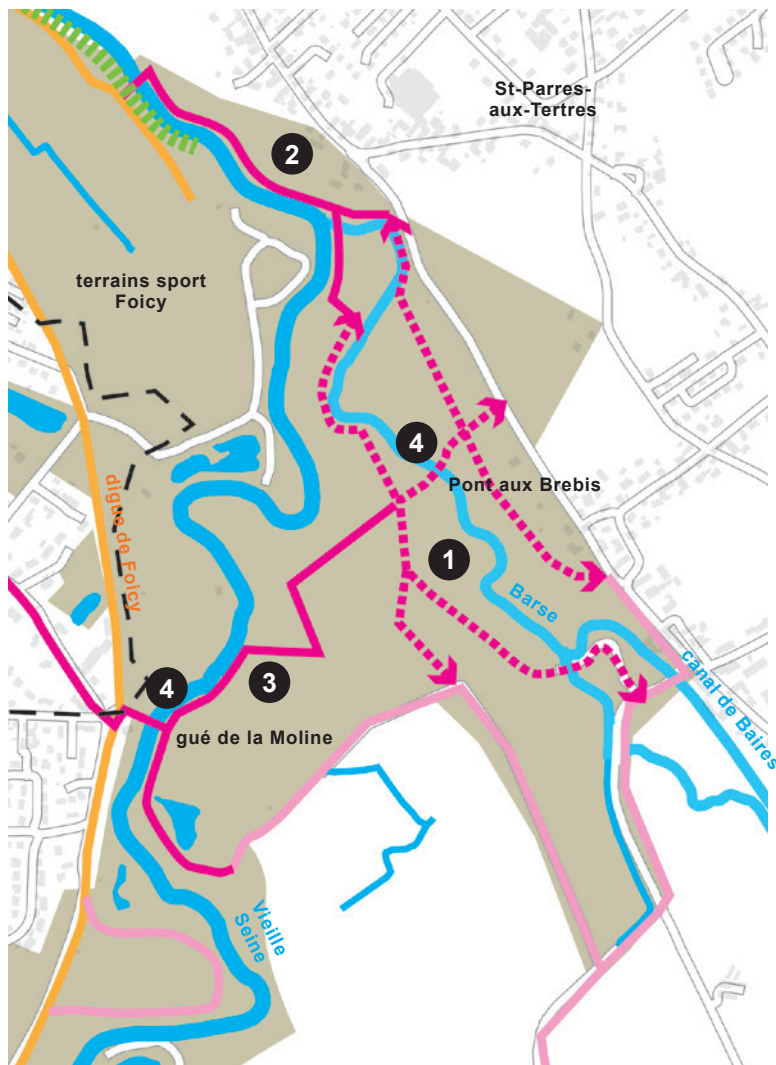 St-Parres-
aux-Tertres
2
terrains sport
Foicy
4
Pont aux Brebis
digue de Foicy
1
Barse
canal de Baires
4
3
gué de la Moline
Vieille
Seine